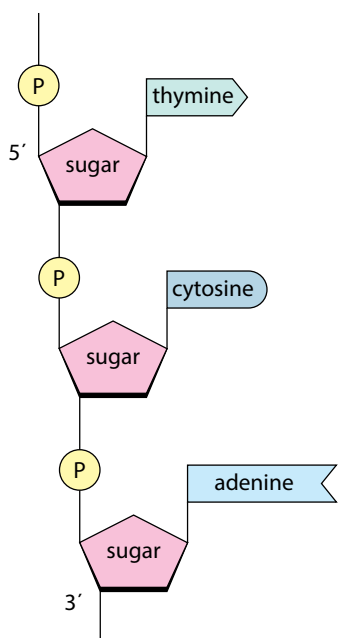 P
thymine
5´
sugar
P
cytosine
sugar
P
adenine
sugar
3´